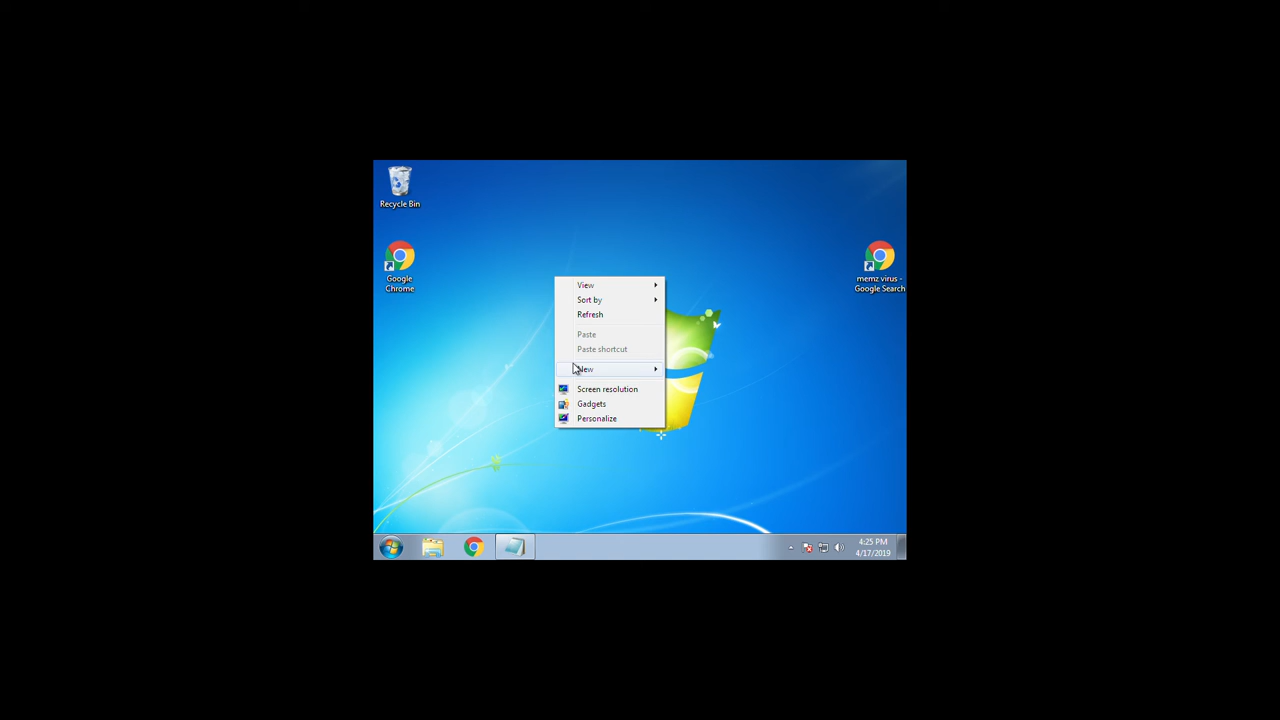 Recycle Bin
Google
Chrome
memz virus -
Google Search
View
Sort by
Refresh
Paste
Paste shortcut
New
Screen resolution
Gadgets
Personalize
4:25 PM
4/17/2019